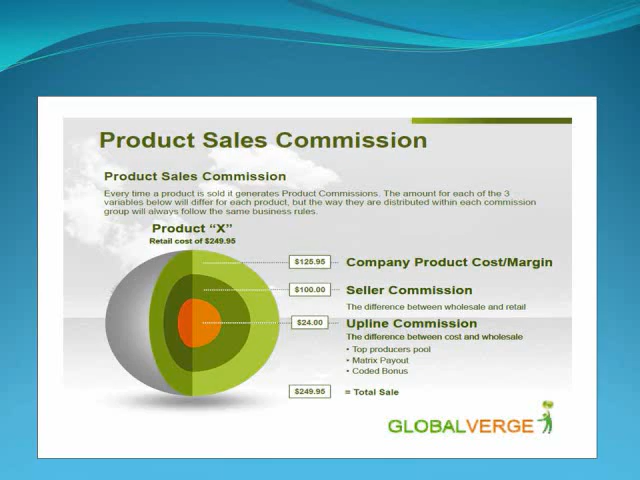 Product Sales Commission
Product Sales Commission
Every time a product is sold it generates Product Commissions. The amount for each of the 3
variables below will differ for each product, but the way they are distributed within each commission
group will always follow the same business rules.
Product “X”
Retail cost of $249.95
$125.95 Company Product Cost/Margin
$100.00 Seller Commission
The difference between wholesale and retail
$24.00 Upline Commission
The difference between cost and wholesale
• Top producers pool
• Matrix Payout
• Coded Bonus
$249.95 = Total Sale
GLOBALVERGE